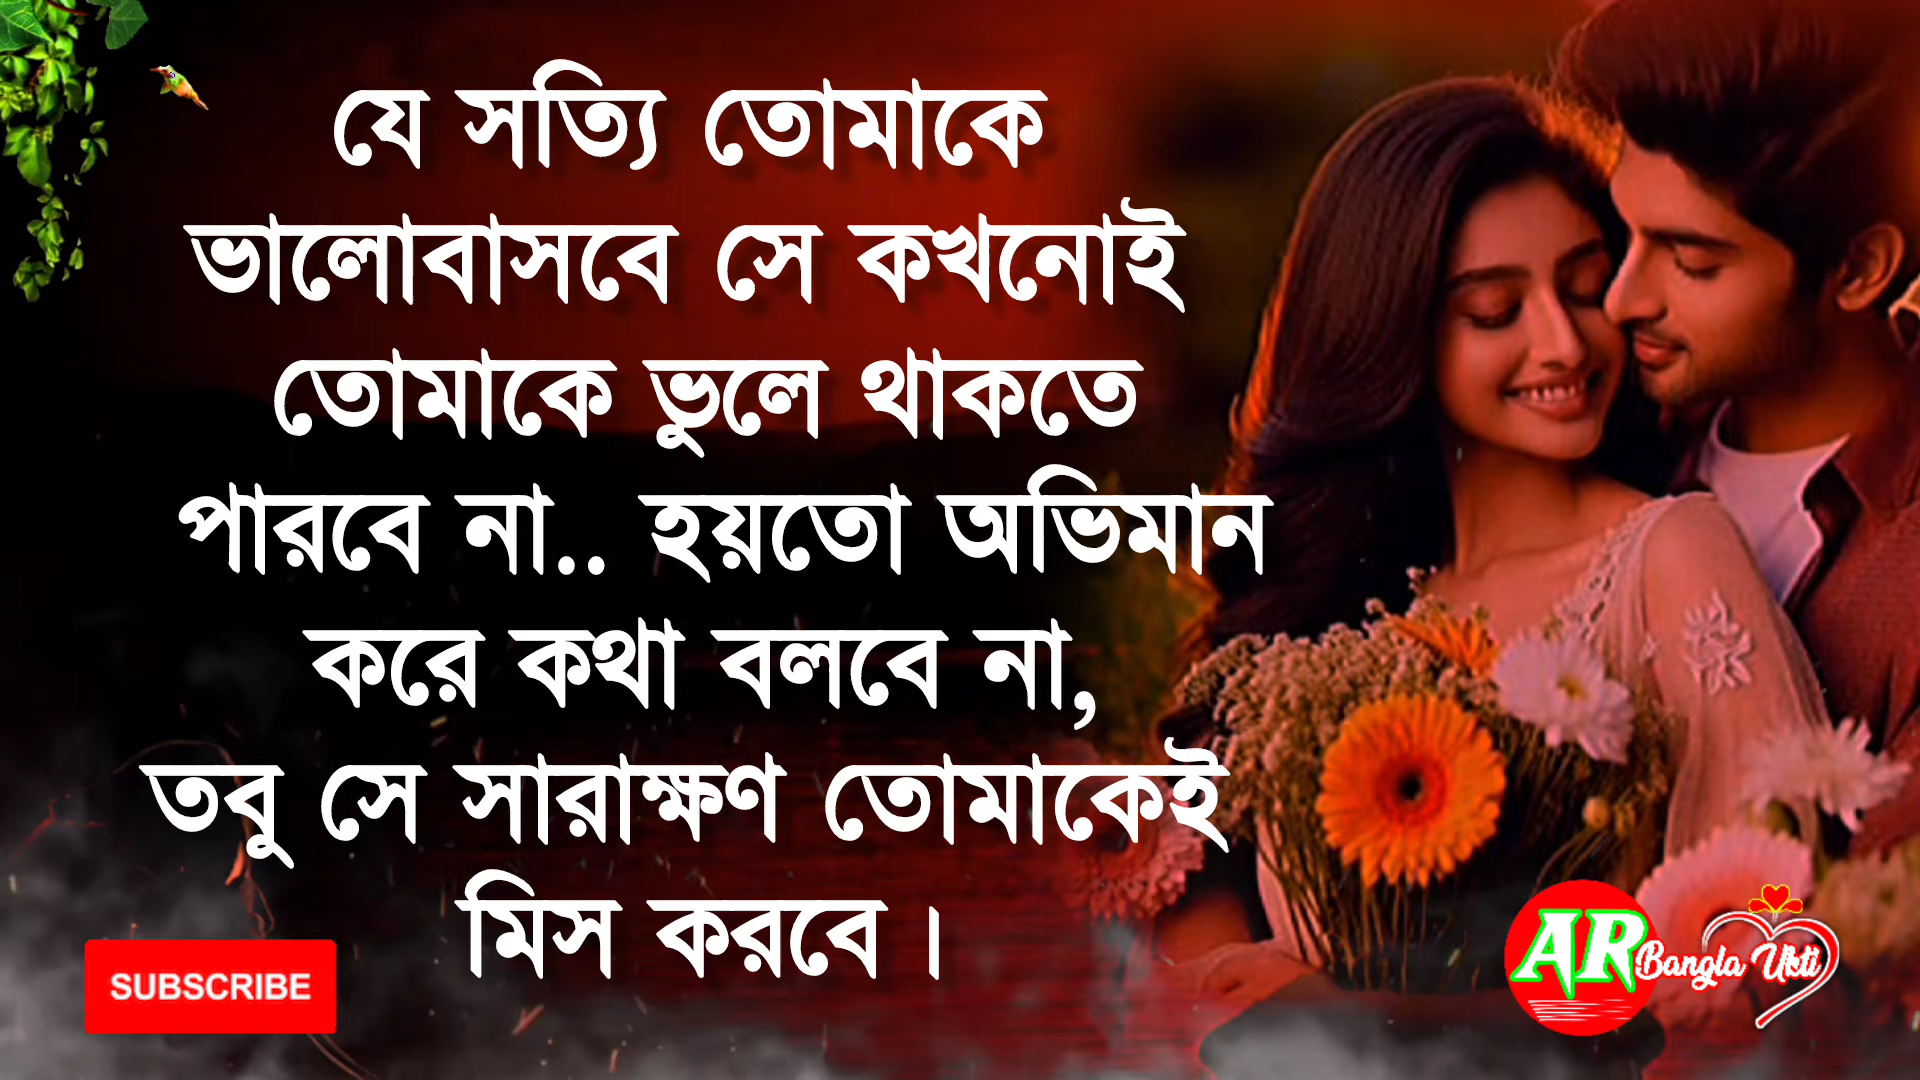 যে সত্যি তোমাকে
ভালোবাসবে সে কখনোই
তোমাকে ভুলে থাকতে
পারবে না.. হয়তো অভিমান
করে কথা বলবে না,
তবু সে সারাক্ষণ তোমাকেই
মিস করবে ।
SUBSCRIBE
AR Bangla Ukti